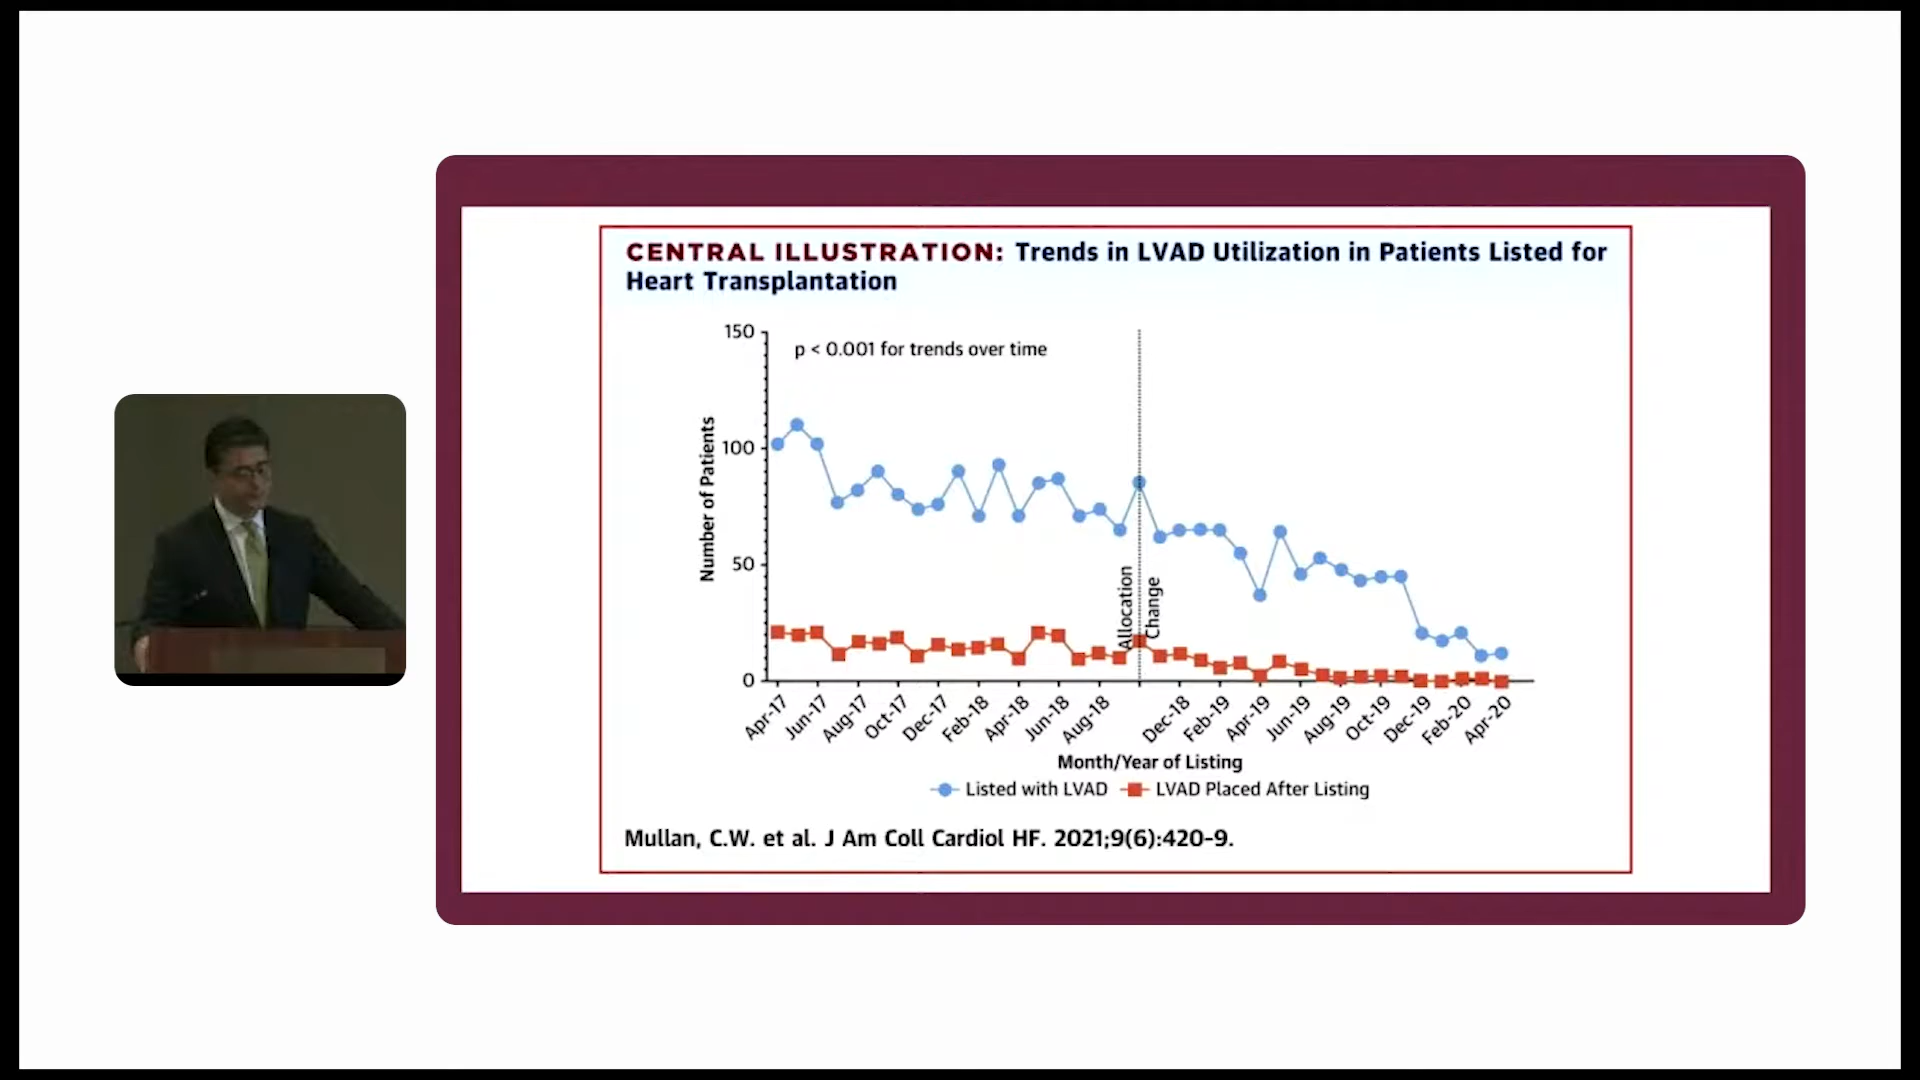 CENTRAL ILLUSTRATION: Trends in LVAD Utilization in Patients Listed for
Heart Transplantation
150
100
50
0
Number of Patients
p < 0.001 for trends over time
Allocation
Change
Apr-17
Jun-17
Aug-17
Oct-17
Dec-17
Feb-18
Apr-18
Jun-18
Aug-18
Dec-18
Feb-19
Apr-19
Jun-19
Aug-19
Oct-19
Dec-19
Feb-20
Apr-20
Month/Year of Listing
Listed with LVAD
LVAD Placed After Listing
Mullan, C.W. et al. J Am Coll Cardiol HF. 2021;9(6):420-9.